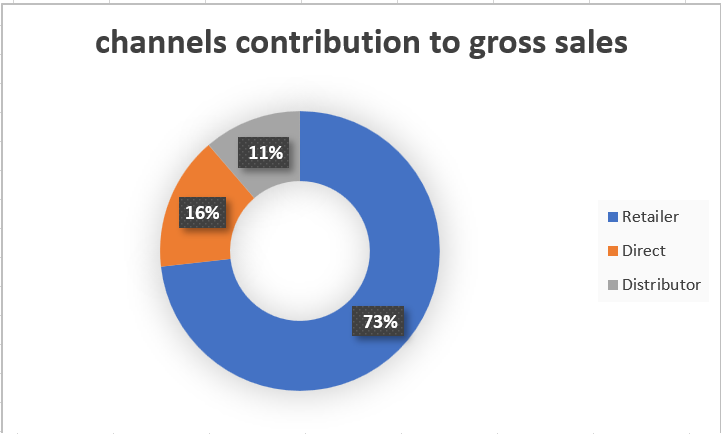 channels contribution to gross sales
11%
16%
73%
Retailer
Direct
Distributor